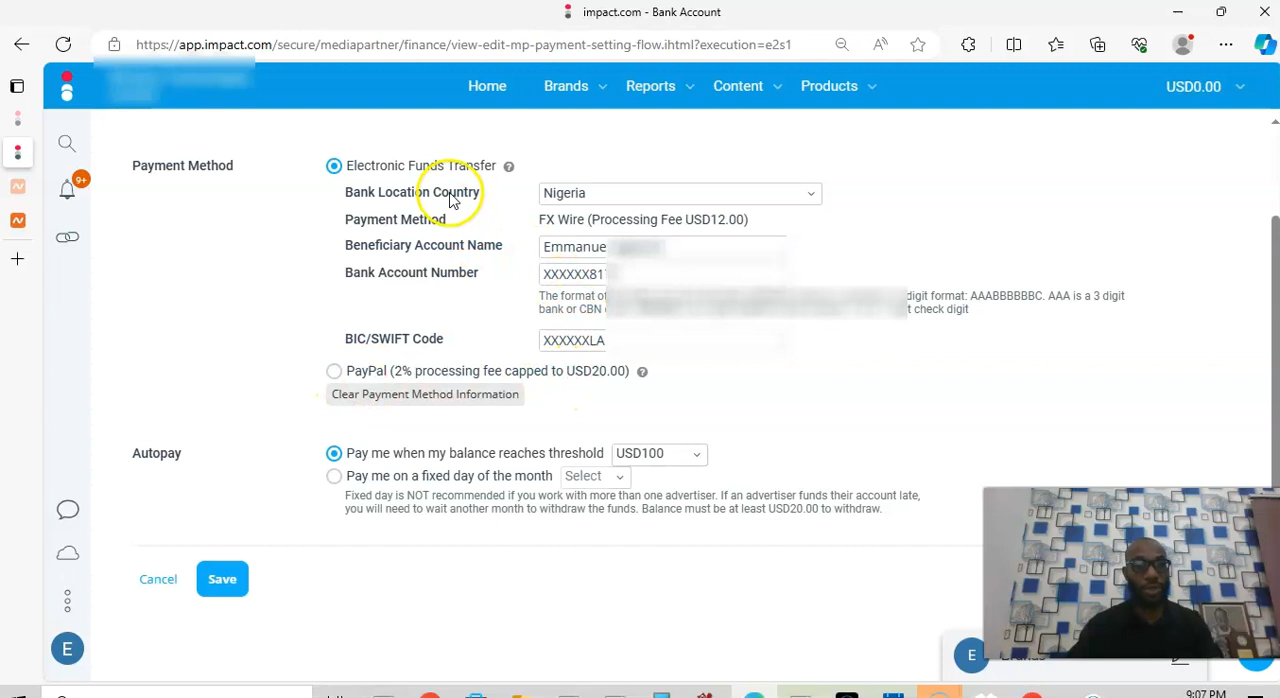 impact.com - Bank Account
https://app.impact.com/secure/mediapartner/finance/view-edit-mp-payment-setting-flow.ihtml?execution=e2s1
Home Brands Reports Content Products USD0.00
9+
Payment Method Electronic Funds Transfer ?
Bank Location Country Nigeria
Payment Method FX Wire (Processing Fee USD12.00)
Beneficiary Account Name Emmanue
Bank Account Number XXXXXX81
The format of digit format: AAABBBBBBC. AAA is a 3 digit
bank or CBN check digit
BIC/SWIFT Code XXXXXXLA
PayPal (2% processing fee capped to USD20.00) ?
Clear Payment Method Information
Autopay Pay me when my balance reaches threshold USD100
Pay me on a fixed day of the month Select
Fixed day is NOT recommended if you work with more than one advertiser. If an advertiser funds their account late,
you will need to wait another month to withdraw the funds. Balance must be at least USD20.00 to withdraw.
Cancel Save
E E
9:07 PM